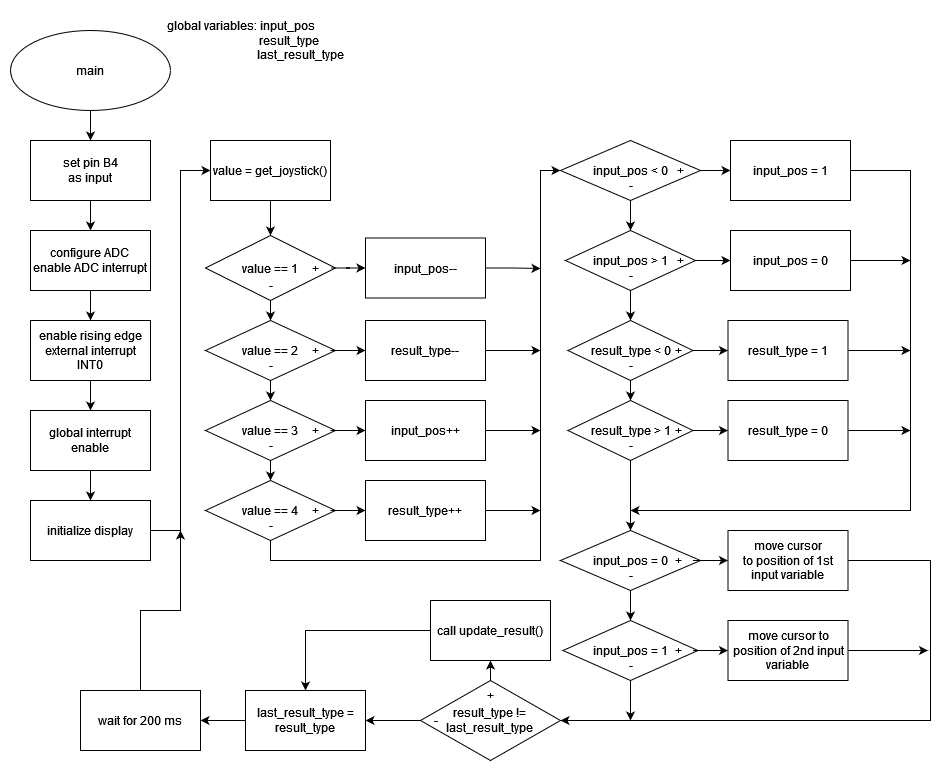 global variables: input_pos
result_type
last_result_type
main
set pin B4
as input
configure ADC
enable ADC interrupt
enable rising edge
external interrupt
INT0
global interrupt
enable
initialize display
value = get_joystick()
value == 1 +
-
input_pos--
value == 2 +
-
result_type--
value == 3 +
-
input_pos++
value == 4 +
-
result_type++
input_pos < 0 +
-
input_pos = 1
input_pos > 1 +
-
input_pos = 0
result_type < 0 +
-
result_type = 1
result_type > 1 +
-
result_type = 0
input_pos = 0 +
-
move cursor
to position of 1st
input variable
input_pos = 1 +
-
move cursor to
position of 2nd input
variable
+
result_type !=
- last_result_type
call update_result()
last_result_type =
result_type
wait for 200 ms